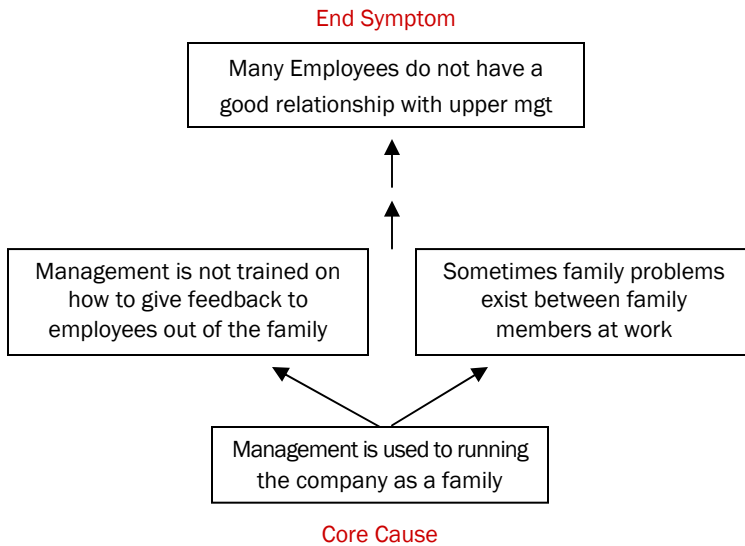 End Symptom
Many Employees do not have a
good relationship with upper mgt
Management is not trained on
how to give feedback to
employees out of the family
Sometimes family problems
exist between family
members at work
Management is used to running
the company as a family
Core Cause